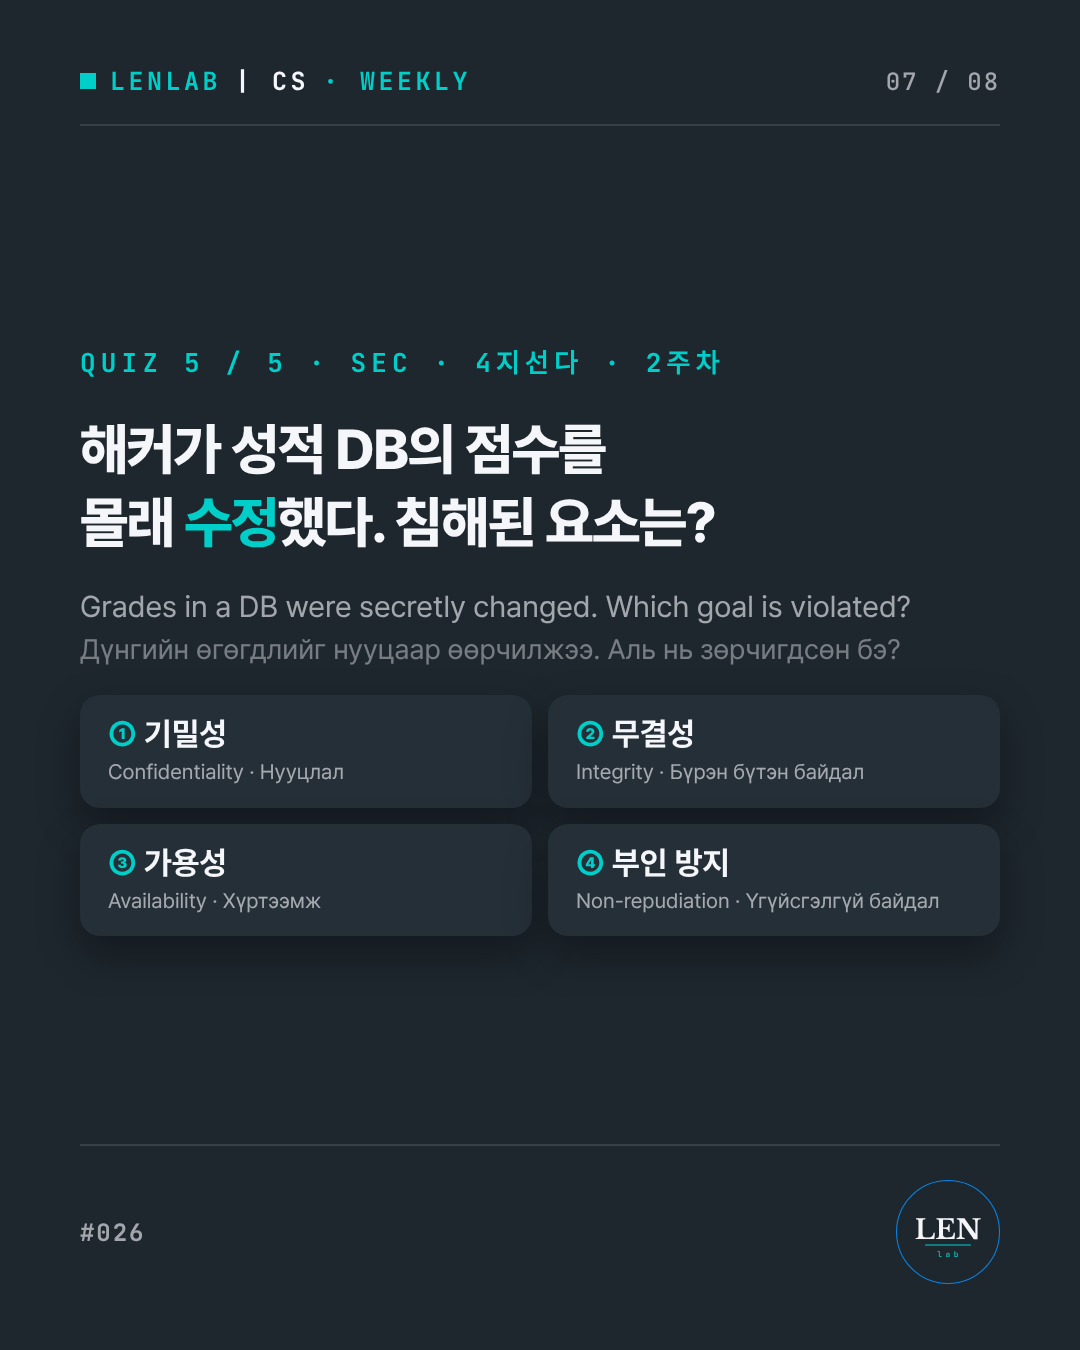 LENLAB | CS · WEEKLY
07 / 08
QUIZ 5 / 5 · SEC · 4지선다 · 2주차
해커가 성적 DB의 점수를
몰래 수정했다. 침해된 요소는?
Grades in a DB were secretly changed. Which goal is violated?
Дүнгийн өгөгдлийг нууцаар өөрчилжээ. Аль нь зөрчигдсөн бэ?
① 기밀성
Confidentiality · Нууцлал
② 무결성
Integrity · Бүрэн бүтэн байдал
③ 가용성
Availability · Хүртээмж
④ 부인 방지
Non-repudiation · Үгүйсгэлгүй байдал
#026
LEN
lab